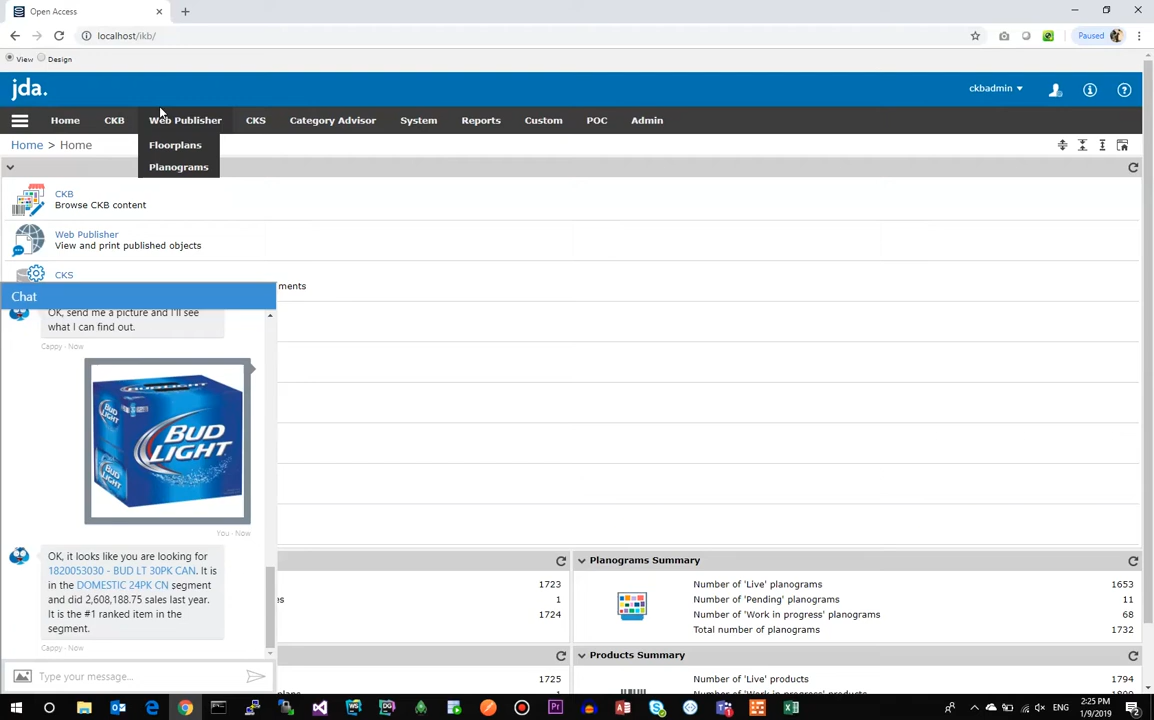 Open Access
localhost/ikb/
Paused
View Design
jda.
ckbadmin
Home CKB Web Publisher CKS Category Advisor System Reports Custom POC Admin
Home > Home
Floorplans
Planograms
CKB
Browse CKB content
Web Publisher
View and print published objects
CKS
ments
Chat
OK, send me a picture and I'll see
what I can find out.
Cappy - Now
BUD LIGHT
BUD
LIGHT
You - Now
OK, it looks like you are looking for
1820053030 - BUD LT 30PK CAN. It is
in the DOMESTIC 24PK CN segment
and did 2,608,188.75 sales last year.
It is the #1 ranked item in the
segment.
Cappy - Now
Type your message...
1723
es 1
1724
Planograms Summary
Number of 'Live' planograms 1653
Number of 'Pending' planograms 11
Number of 'Work in progress' planograms 68
Total number of planograms 1732
Products Summary
1725
Number of 'Live' products 1794
ENG
2:25 PM
1/9/2019